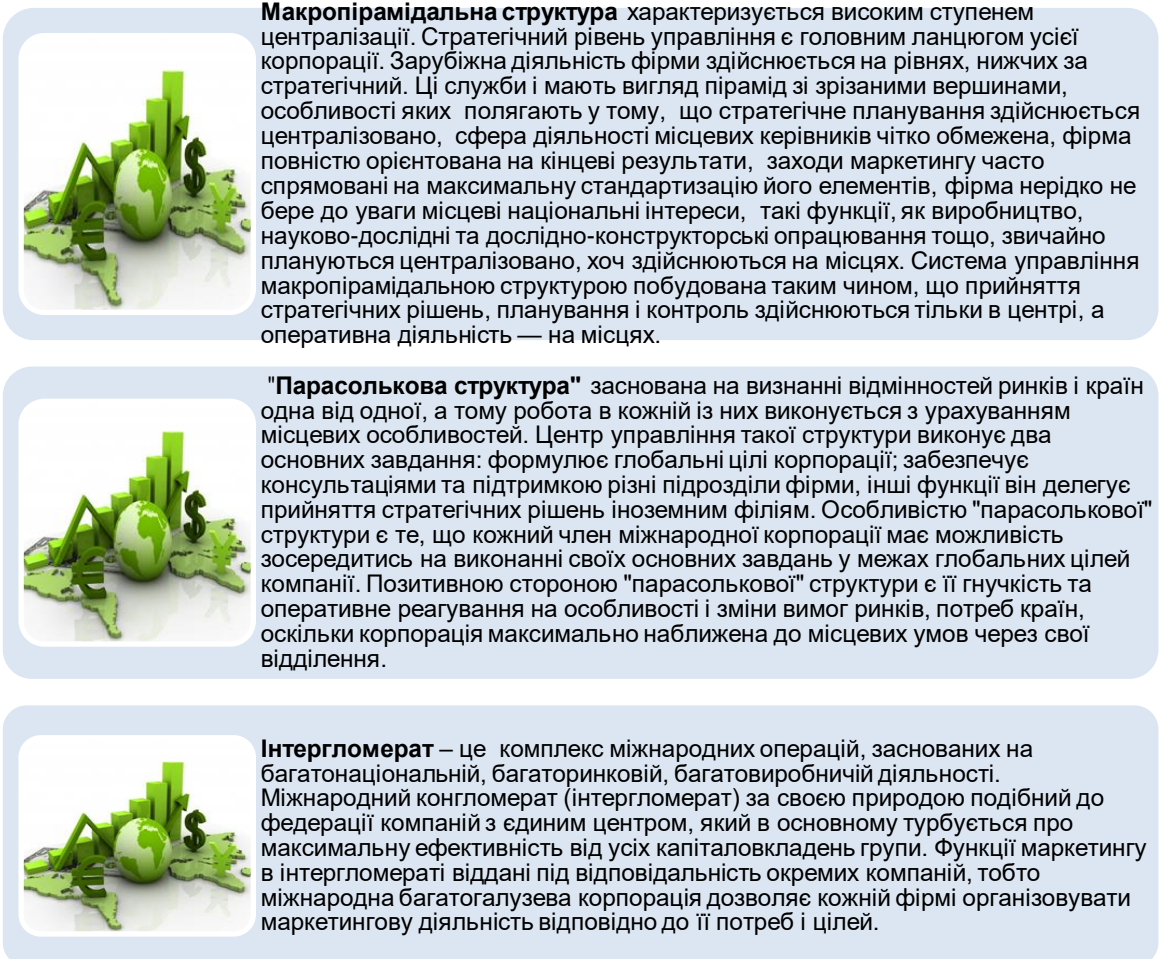 Макропірамідальна структура характеризується високим ступенем
централізації. Стратегічний рівень управління є головним ланцюгом усієї
корпорації. Зарубіжна діяльність фірми здійснюється на рівнях, нижчих за
стратегічний. Ці служби і мають вигляд пірамід зі зрізаними вершинами,
особливості яких полягають у тому, що стратегічне планування здійснюється
централізовано, сфера діяльності місцевих керівників чітко обмежена, фірма
повністю орієнтована на кінцеві результати, заходи маркетингу часто
спрямовані на максимальну стандартизацію його елементів, фірма нерідко не
бере до уваги місцеві національні інтереси, такі функції, як виробництво,
науково-дослідні та дослідно-конструкторські опрацювання тощо, звичайно
плануються централізовано, хоч здійснюються на місцях. Система управління
макропірамідальною структурою побудована таким чином, що прийняття
стратегічних рішень, планування і контроль здійснюються тільки в центрі, а
оперативна діяльність — на місцях.
"Парасолькова структура" заснована на визнанні відмінностей ринків і країн
одна від одної, а тому робота в кожній із них виконується з урахуванням
місцевих особливостей. Центр управління такої структури виконує два
основних завдання: формулює глобальні цілі корпорації; забезпечує
консультаціями та підтримкою різні підрозділи фірми, інші функції він делегує
прийняття стратегічних рішень іноземним філіям. Особливістю "парасолькової"
структури є те, що кожний член міжнародної корпорації має можливість
зосередитись на виконанні своїх основних завдань у межах глобальних цілей
компанії. Позитивною стороною "парасолькової" структури є її гнучкість та
оперативне реагування на особливості і зміни вимог ринків, потреб країн,
оскільки корпорація максимально наближена до місцевих умов через свої
відділення.
Інтергломерат – це комплекс міжнародних операцій, заснованих на
багатонаціональній, багаторинковій, багатовиробничій діяльності.
Міжнародний конгломерат (інтергломерат) за своєю природою подібний до
федерації компаній з єдиним центром, який в основному турбується про
максимальну ефективність від усіх капіталовкладень групи. Функції маркетингу
в інтергломераті віддані під відповідальність окремих компаній, тобто
міжнародна багатогалузева корпорація дозволяє кожній фірмі організовувати
маркетингову діяльність відповідно до її потреб і цілей.